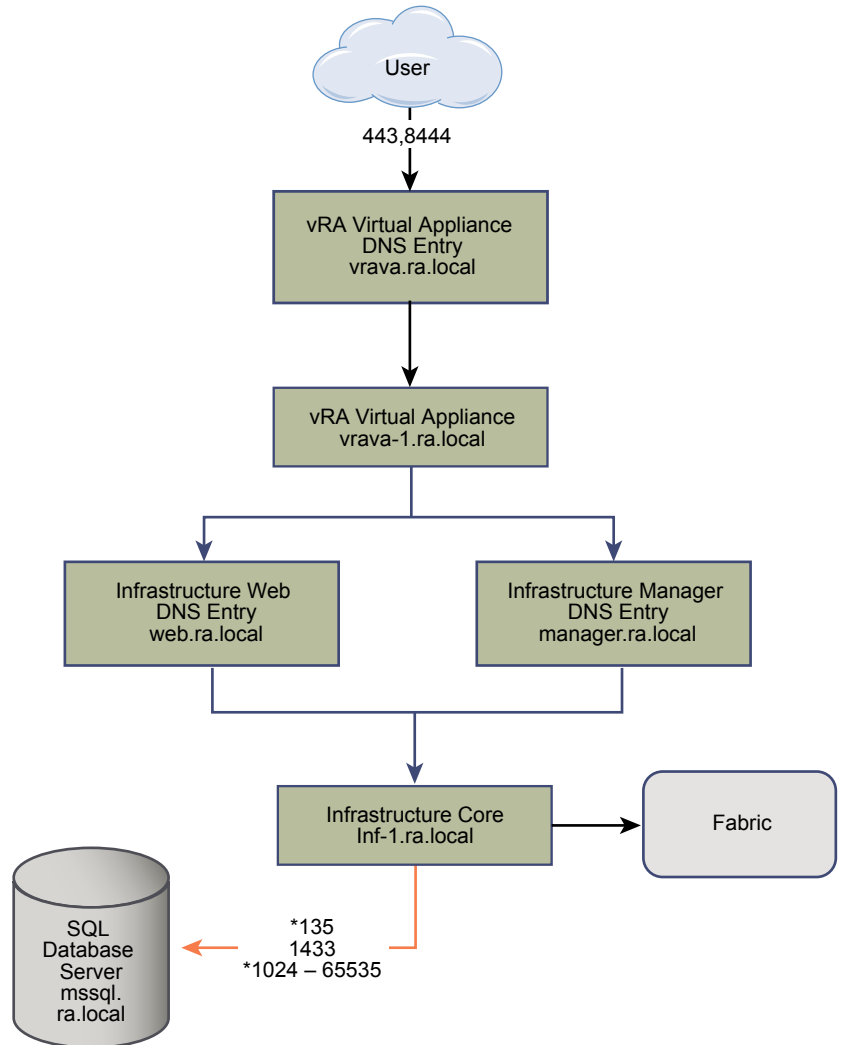 User
443,8444
vRA Virtual Appliance
DNS Entry
vrava.ra.local
vRA Virtual Appliance
vrava-1.ra.local
Infrastructure Web
DNS Entry
web.ra.local
Infrastructure Manager
DNS Entry
manager.ra.local
Infrastructure Core
Inf-1.ra.local
Fabric
*135
1433
*1024 – 65535
SQL
Database
Server
mssql.
ra.local